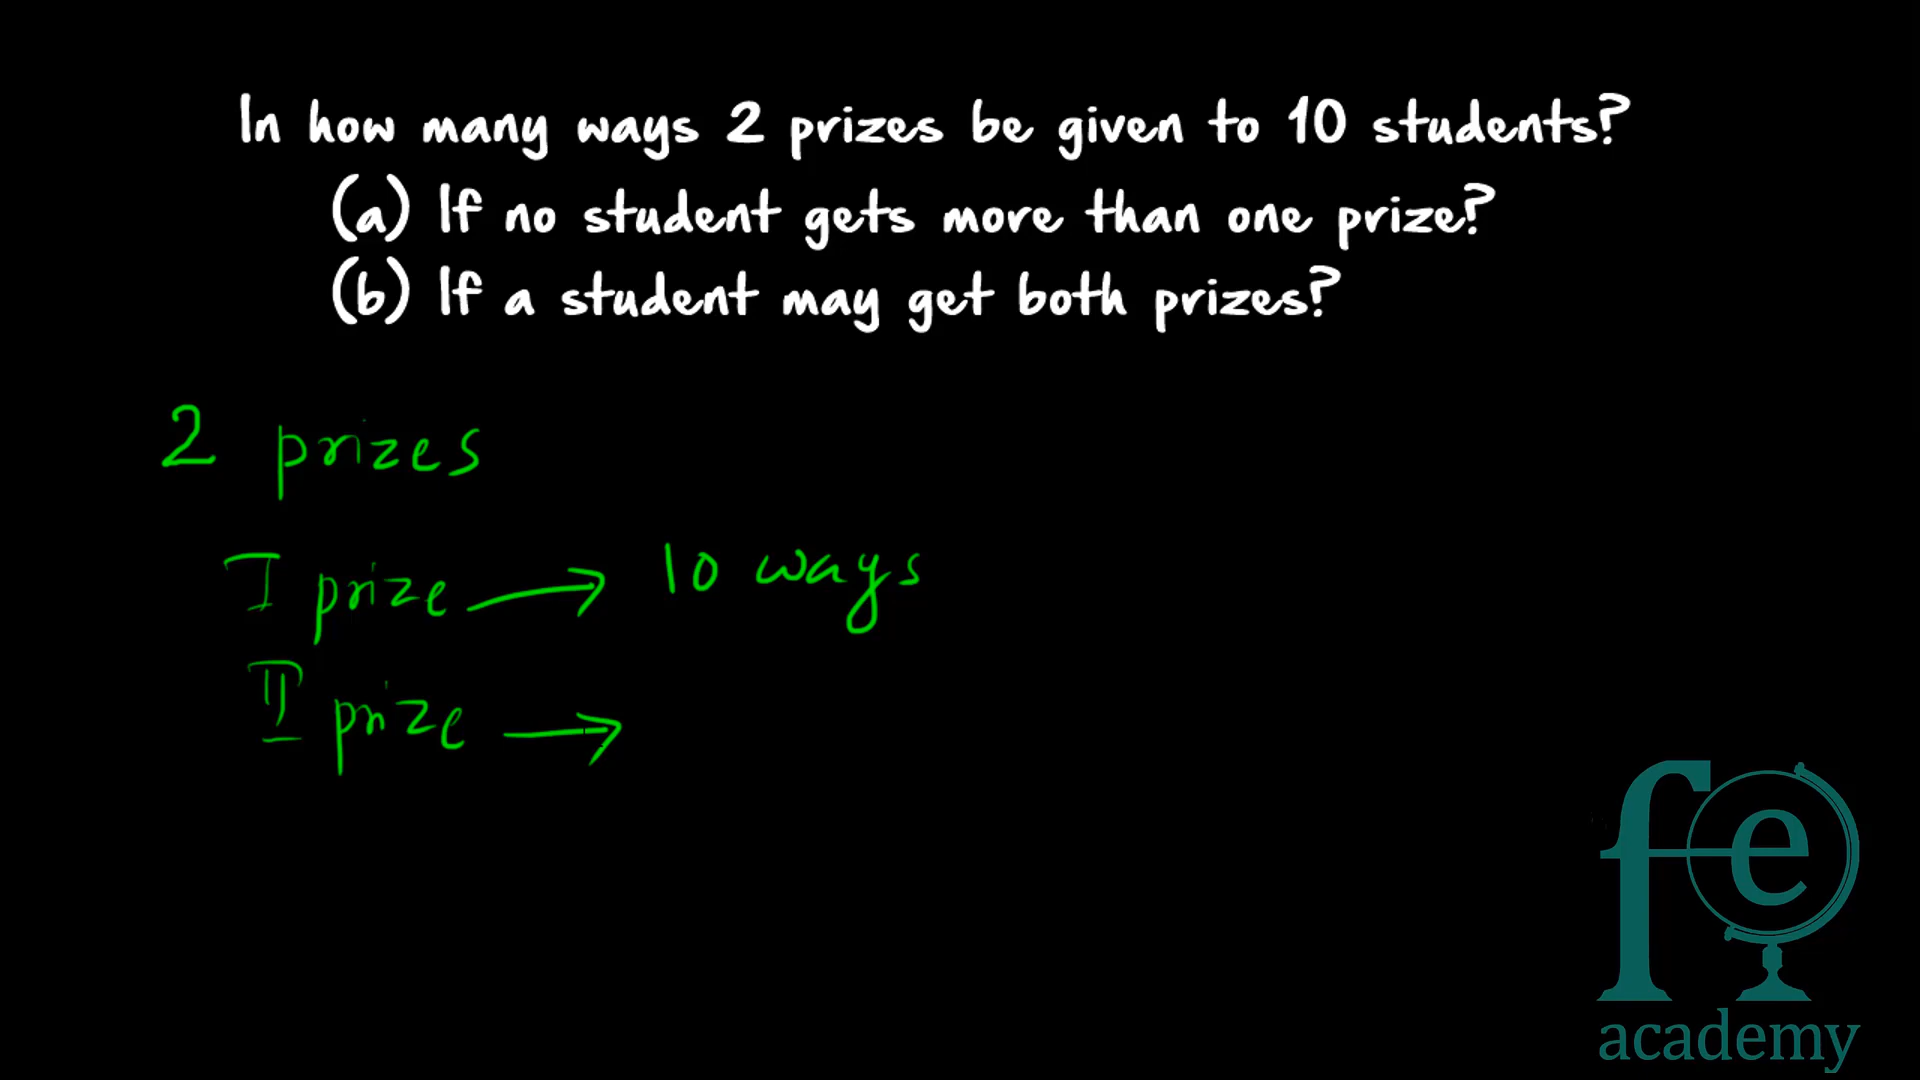 In how many ways 2 prizes be given to 10 students?
(a) If no student gets more than one prize?
(b) If a student may get both prizes?
2 prizes
I prize → 10 ways
II prize →
fe
academy